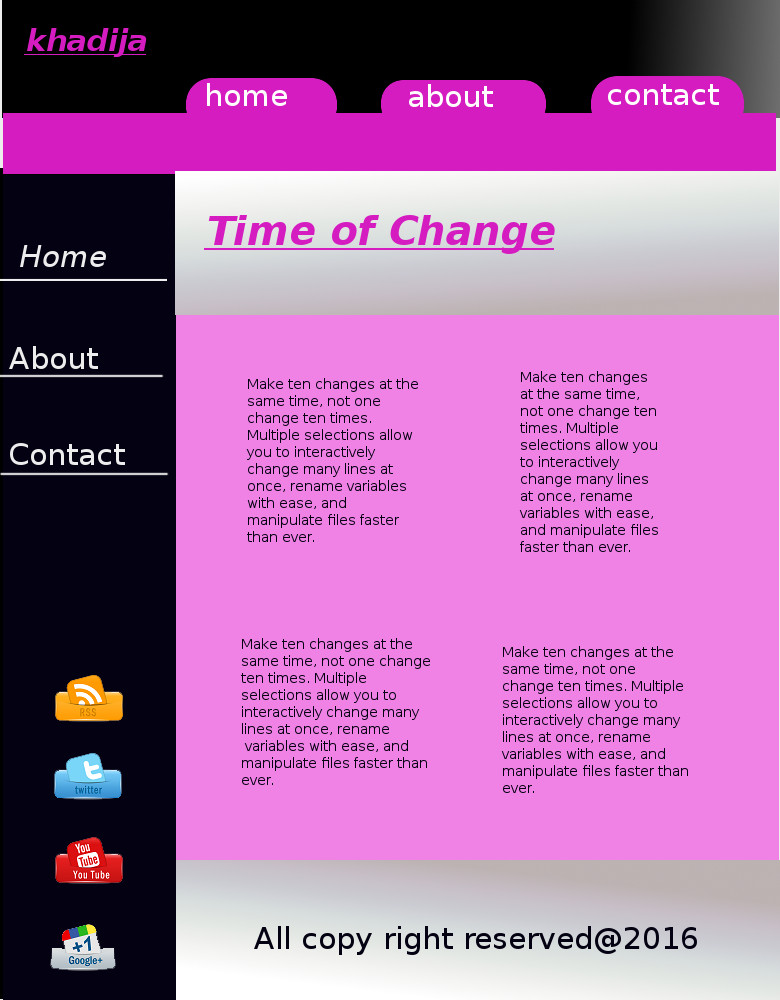 khadija
home about contact
Time of Change
Home
About
Contact
Make ten changes at the
same time, not one
change ten times.
Multiple selections allow
you to interactively
change many lines at
once, rename variables
with ease, and
manipulate files faster
than ever.
Make ten changes
at the same time,
not one change ten
times. Multiple
selections allow you
to interactively
change many lines
at once, rename
variables with ease,
and manipulate files
faster than ever.
Make ten changes at the
same time, not one change
ten times. Multiple
selections allow you to
interactively change many
lines at once, rename
variables with ease, and
manipulate files faster than
ever.
Make ten changes at the
same time, not one
change ten times. Multiple
selections allow you to
interactively change many
lines at once, rename
variables with ease, and
manipulate files faster than
ever.
RSS
twitter
You
Tube
You Tube
+1
Google+
All copy right reserved@2016